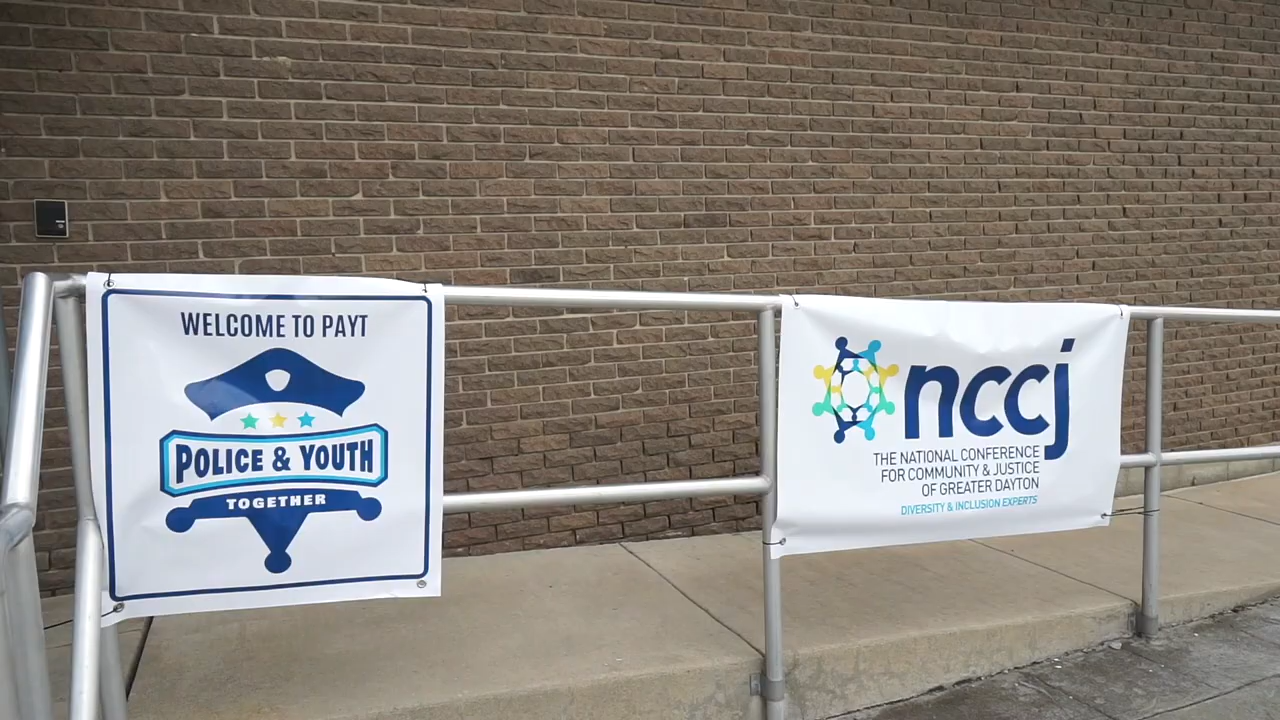 WELCOME TO PAYT
POLICE & YOUTH
TOGETHER
nccj
THE NATIONAL CONFERENCE
FOR COMMUNITY & JUSTICE
OF GREATER DAYTON
DIVERSITY & INCLUSION EXPERTS